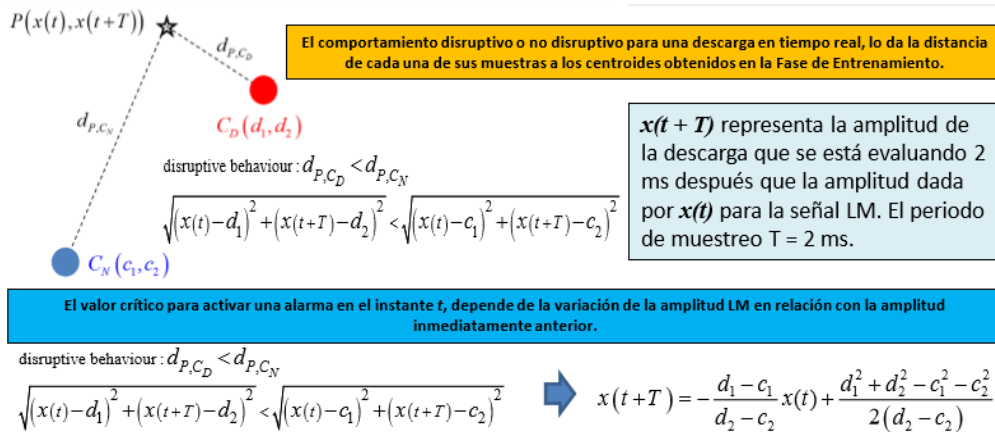 P(x(t),x(t+T))
d_{P,C_D}
El comportamiento disruptivo o no disruptivo para una descarga en tiempo real, lo da la distancia
de cada una de sus muestras a los centroides obtenidos en la Fase de Entrenamiento.
d_{P,C_N}
C_D(d_1,d_2)
disruptive behaviour : d_{P,C_D} < d_{P,C_N}
√((x(t)−d_1)^2+(x(t+T)−d_2)^2) < √((x(t)−c_1)^2+(x(t+T)−c_2)^2)
C_N(c_1,c_2)
x(t + T) representa la amplitud de
la descarga que se está evaluando 2
ms después que la amplitud dada
por x(t) para la señal LM. El periodo
de muestreo T = 2 ms.
El valor crítico para activar una alarma en el instante t, depende de la variación de la amplitud LM en relación con la amplitud
inmediatamente anterior.
disruptive behaviour : d_{P,C_D} < d_{P,C_N}
√((x(t)−d_1)^2+(x(t+T)−d_2)^2) < √((x(t)−c_1)^2+(x(t+T)−c_2)^2)
x(t+T) = −(d_1−c_1)/(d_2−c_2) x(t) + (d_1^2+d_2^2−c_1^2−c_2^2)/(2(d_2−c_2))